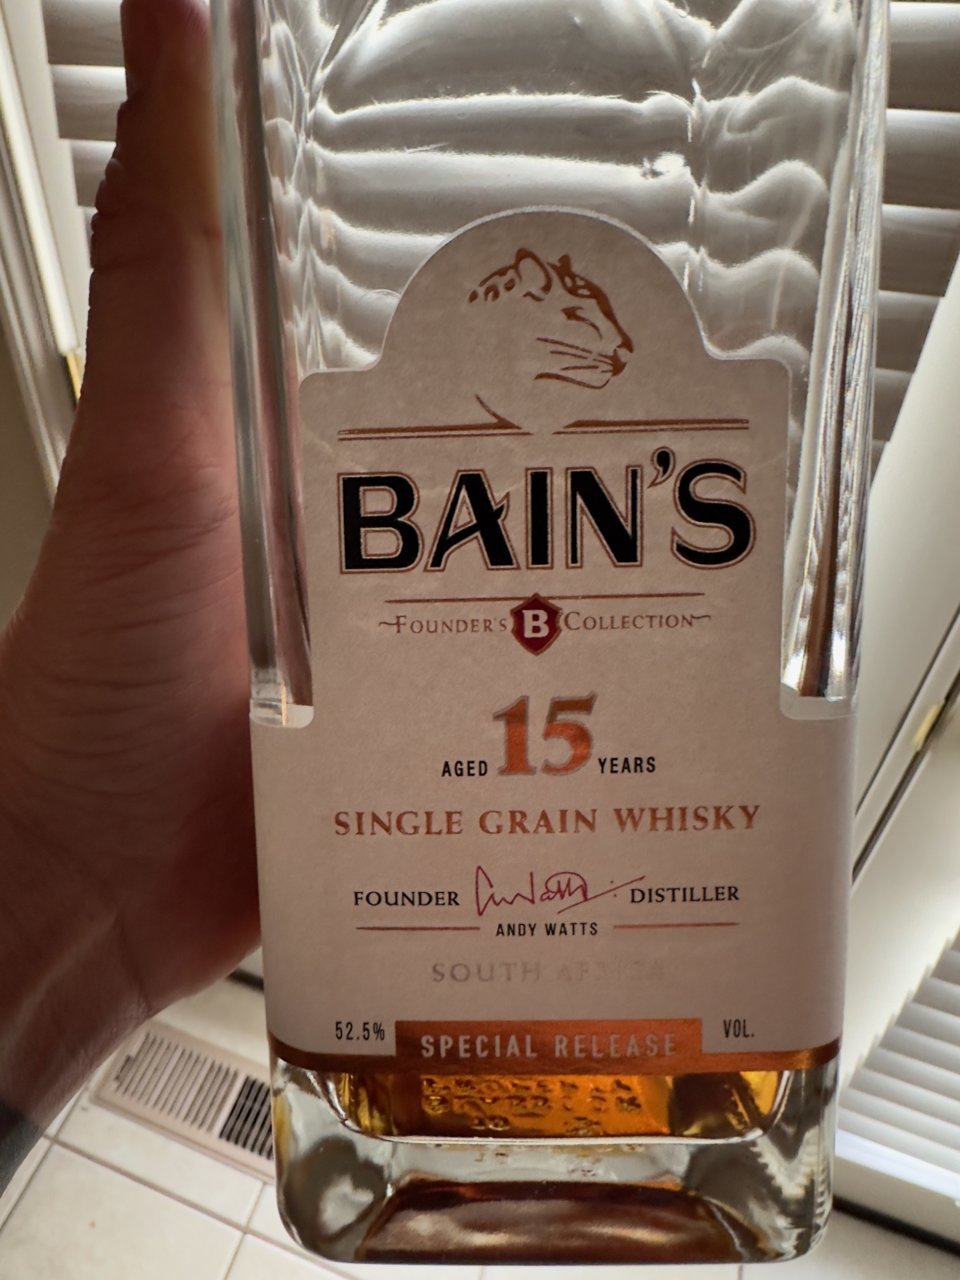 BAIN'S
FOUNDER'S B COLLECTION
AGED 15 YEARS
SINGLE GRAIN WHISKY
FOUNDER DISTILLER
ANDY WATTS
SOUTH AFRICA
52.5% SPECIAL RELEASE VOL.